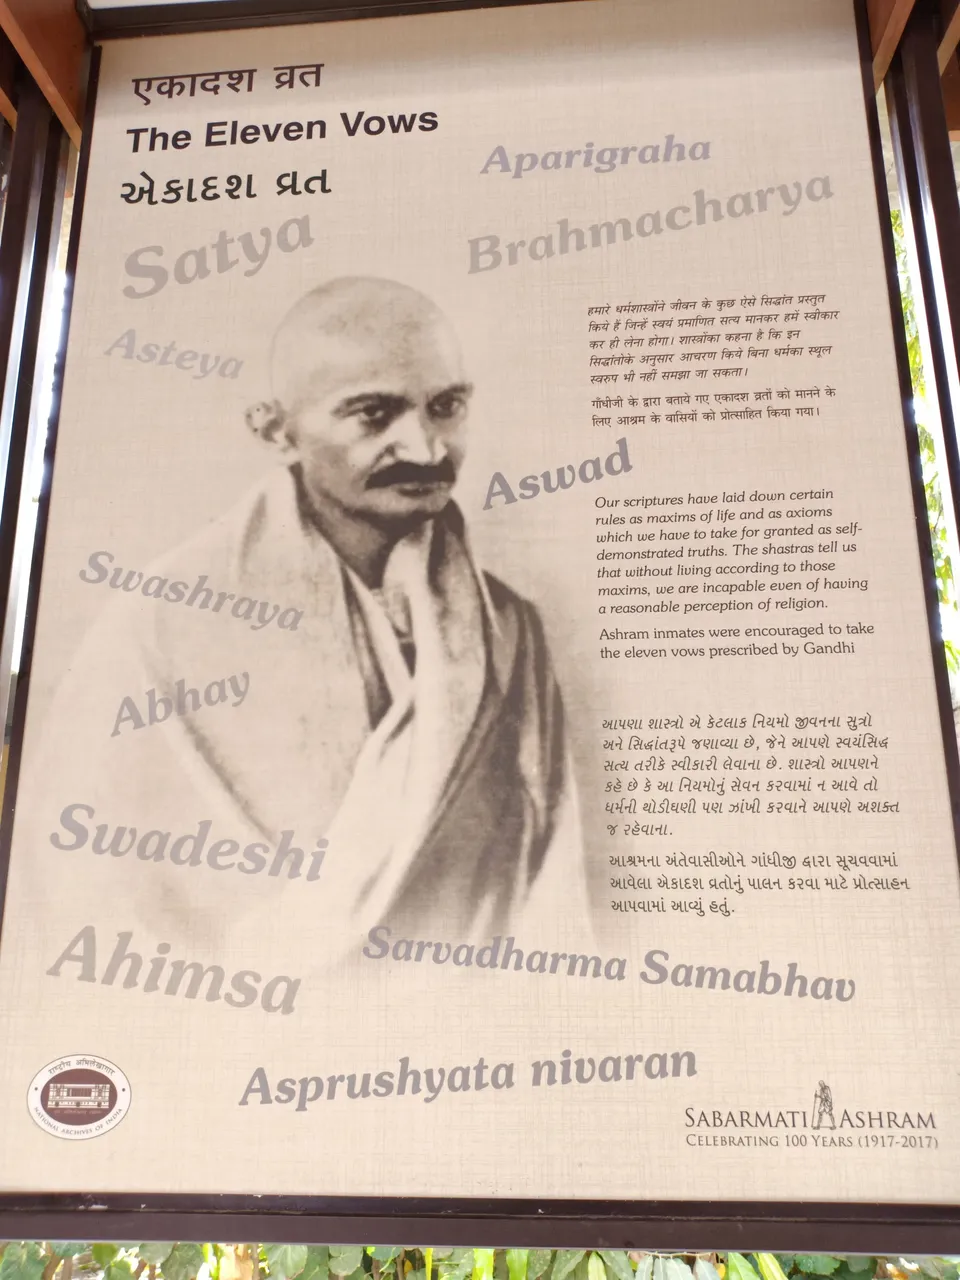 एकादश व्रत
The Eleven Vows
એકાદશ વ્રત
Aparigraha
Brahmacharya
Satya
Asteya
हमारे धर्मशास्त्रोंने जीवन के कुछ ऐसे सिद्धांत प्रस्तुत
किये हैं जिन्हें स्वयं प्रमाणित सत्य मानकर हमें स्वीकार
कर ही लेना होगा। शास्त्रोंका कहना है कि इन
सिद्धांतोके अनुसार आचरण किये बिना धर्मका स्थूल
स्वरुप भी नहीं समझा जा सकता।
गाँधीजी के द्वारा बताये गए एकादश व्रतों को मानने के
लिए आश्रम के वासियों को प्रोत्साहित किया गया।
Aswad
Our scriptures have laid down certain
rules as maxims of life and as axioms
which we have to take for granted as self-
demonstrated truths. The shastras tell us
that without living according to those
maxims, we are incapable even of having
a reasonable perception of religion.
Ashram inmates were encouraged to take
the eleven vows prescribed by Gandhi
Swashraya
Abhay
આપણા શાસ્ત્રો એ કેટલાક નિયમો જીવનના સુત્રો
અને સિદ્ધાંતરૂપે જણાવ્યા છે, જેને આપણે સ્વયંસિદ્ધ
સત્ય તરીકે સ્વીકારી લેવાના છે. શાસ્ત્રો આપણને
કહે છે કે આ નિયમોનું સેવન કરવામાં ન આવે તો
ધર્મની થોડીઘણી પણ ઝાંખી કરવાને આપણે અશક્ત
જ રહેવાના.
આશ્રમના અંતેવાસીઓને ગાંધીજી દ્વારા સૂચવવામાં
આવેલા એકાદશ વ્રતોનું પાલન કરવા માટે પ્રોત્સાહન
આપવામાં આવ્યું હતું.
Swadeshi
Ahimsa
Sarvadharma Samabhav
Asprushyata nivaran
राष्ट्रीय अभिलेखागार
NATIONAL ARCHIVES OF INDIA
SABARMATI ASHRAM
CELEBRATING 100 YEARS (1917-2017)